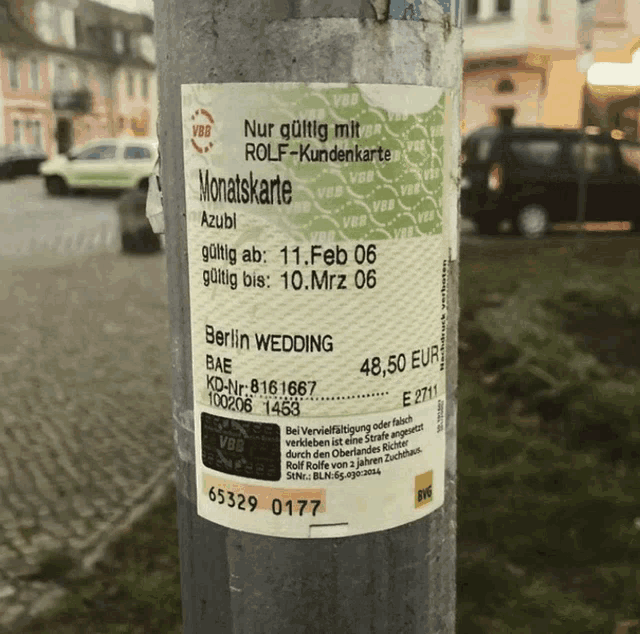 VBB
Nur gültig mit
ROLF-Kundenkarte
Monatskarte
Azubi
gültig ab: 11.Feb 06
gültig bis: 10.Mrz 06
Berlin WEDDING
BAE 48,50 EUR
KD-Nr:8161667
100206 1453 E 2711
Nachdruck verboten
VBB
Bei Vervielfältigung oder falsch
verkleben ist eine Strafe angesetzt
durch den Oberlandes Richter
Rolf Rolfe von 2 jahren Zuchthaus.
StNr.: BLN:65.030:2014
65329 0177
BVG